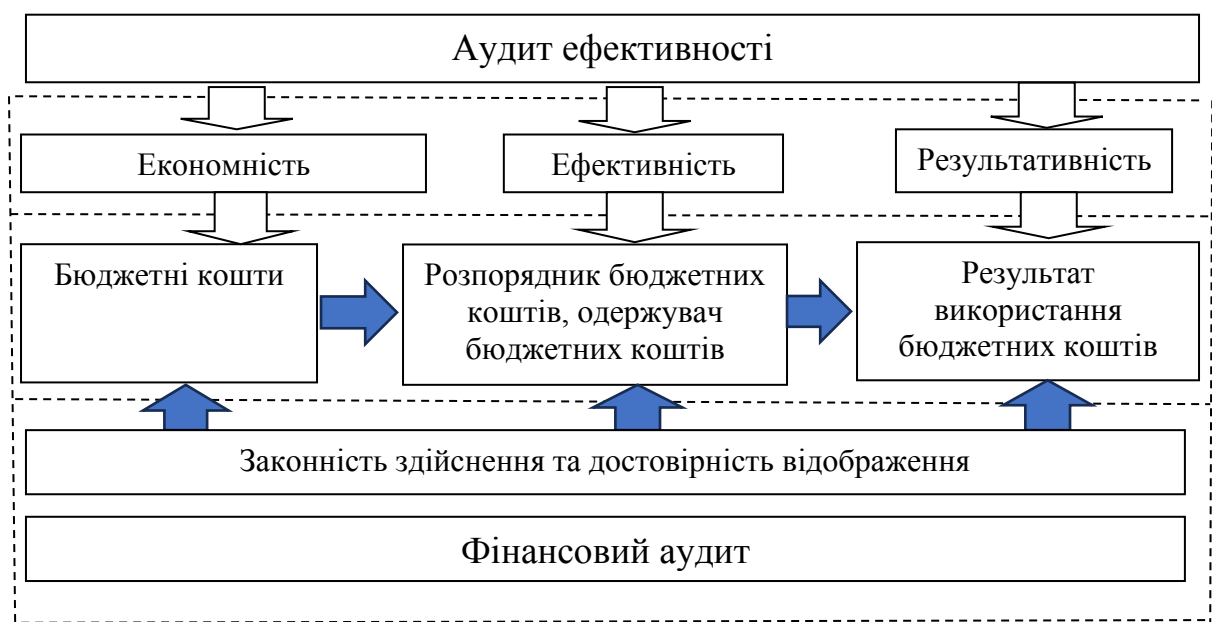 Аудит ефективності
Економність
Ефективність
Результативність
Бюджетні кошти
Розпорядник бюджетних
коштів, одержувач
бюджетних коштів
Результат
використання
бюджетних коштів
Законність здійснення та достовірність відображення
Фінансовий аудит